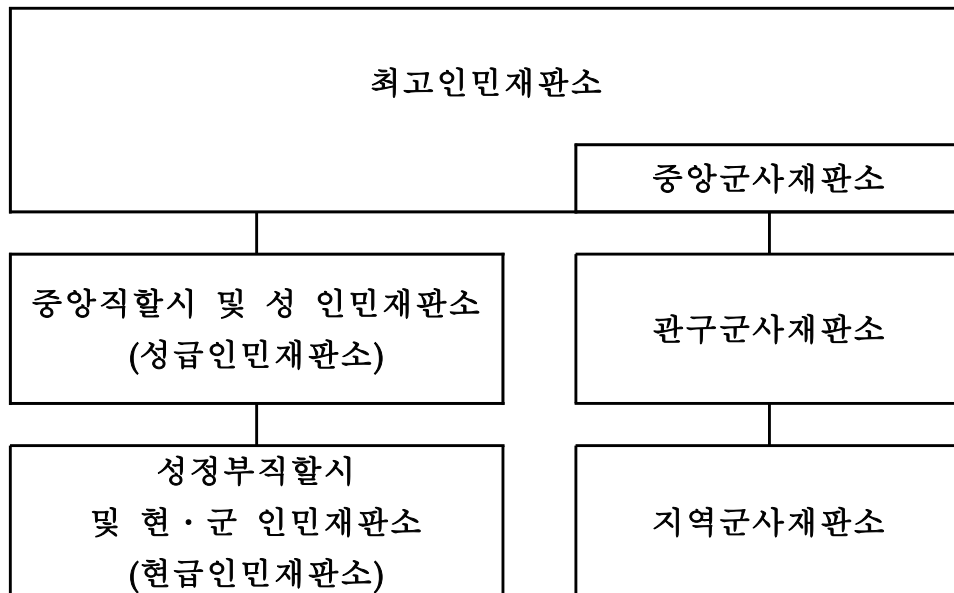 최고인민재판소
중앙군사재판소
중앙직할시 및 성 인민재판소
(성급인민재판소)
관구군사재판소
성정부직할시
및 현·군 인민재판소
(현급인민재판소)
지역군사재판소